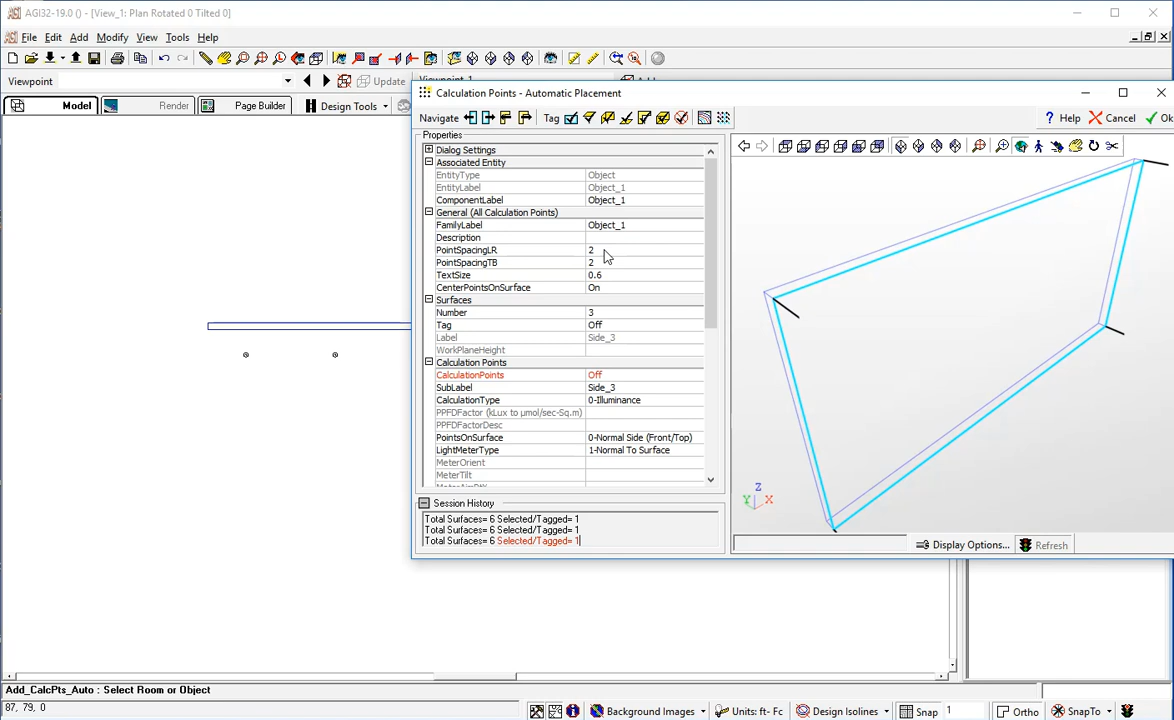 AGI32-19.0 () - [View_1: Plan Rotated 0 Tilted 0]
File Edit Add Modify View Tools Help
Viewpoint Update Viewpoint_1
Model Render Page Builder Design Tools
Calculation Points - Automatic Placement
Navigate Tag Help Cancel Ok
Properties
Dialog Settings
Associated Entity
EntityType Object
EntityLabel Object_1
ComponentLabel Object_1
General (All Calculation Points)
FamilyLabel Object_1
Description
PointSpacingLR 2
PointSpacingTB 2
TextSize 0.6
CenterPointsOnSurface On
Surfaces
Number 3
Tag Off
Label Side_3
WorkPlaneHeight
Calculation Points
CalculationPoints Off
SubLabel Side_3
CalculationType 0-Illuminance
PPFDFactor (kLux to µmol/sec-Sq.m)
PPFDFactorDesc
PointsOnSurface 0-Normal Side (Front/Top)
LightMeterType 1-Normal To Surface
MeterOrient
MeterTilt
Z
Y X
Session History
Total Surfaces= 6 Selected/Tagged= 1
Total Surfaces= 6 Selected/Tagged= 1
Total Surfaces= 6 Selected/Tagged= 1
Display Options... Refresh
Add_CalcPts_Auto : Select Room or Object
87, 79, 0
Background Images Units: ft- Fc Design Isolines Snap 1 Ortho SnapTo